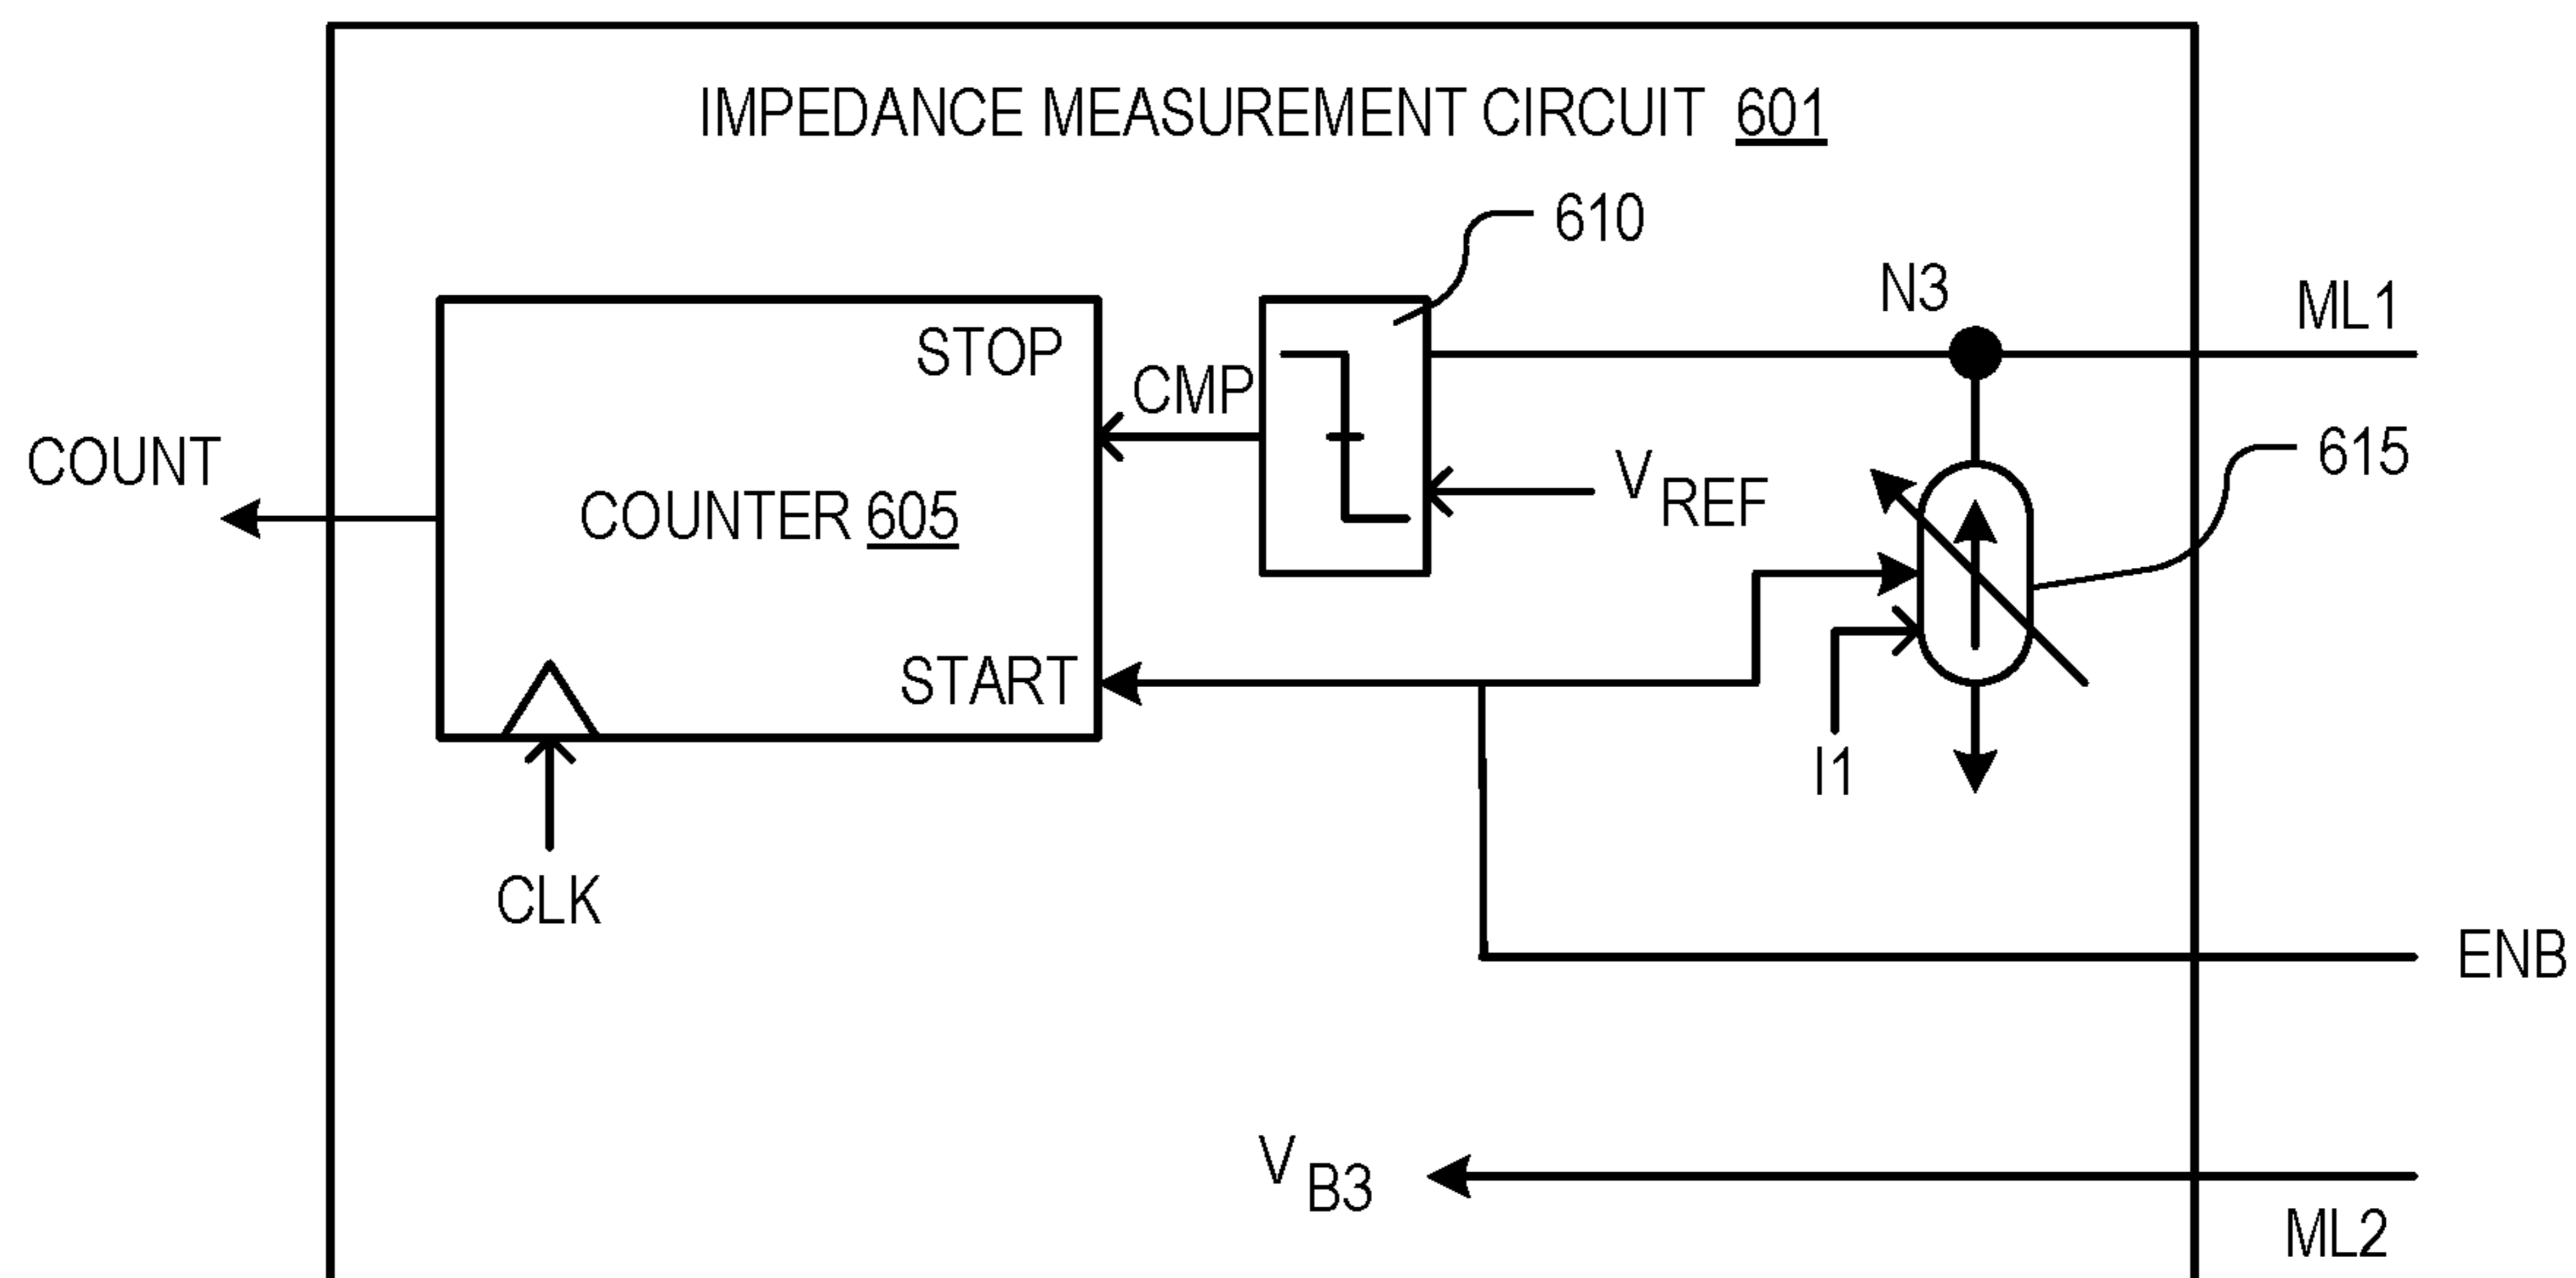 IMPEDANCE MEASUREMENT CIRCUIT 601
610
N3
ML1
STOP
CMP
COUNT
615
VREF
COUNTER 605
START
I1
CLK
ENB
VB3
ML2